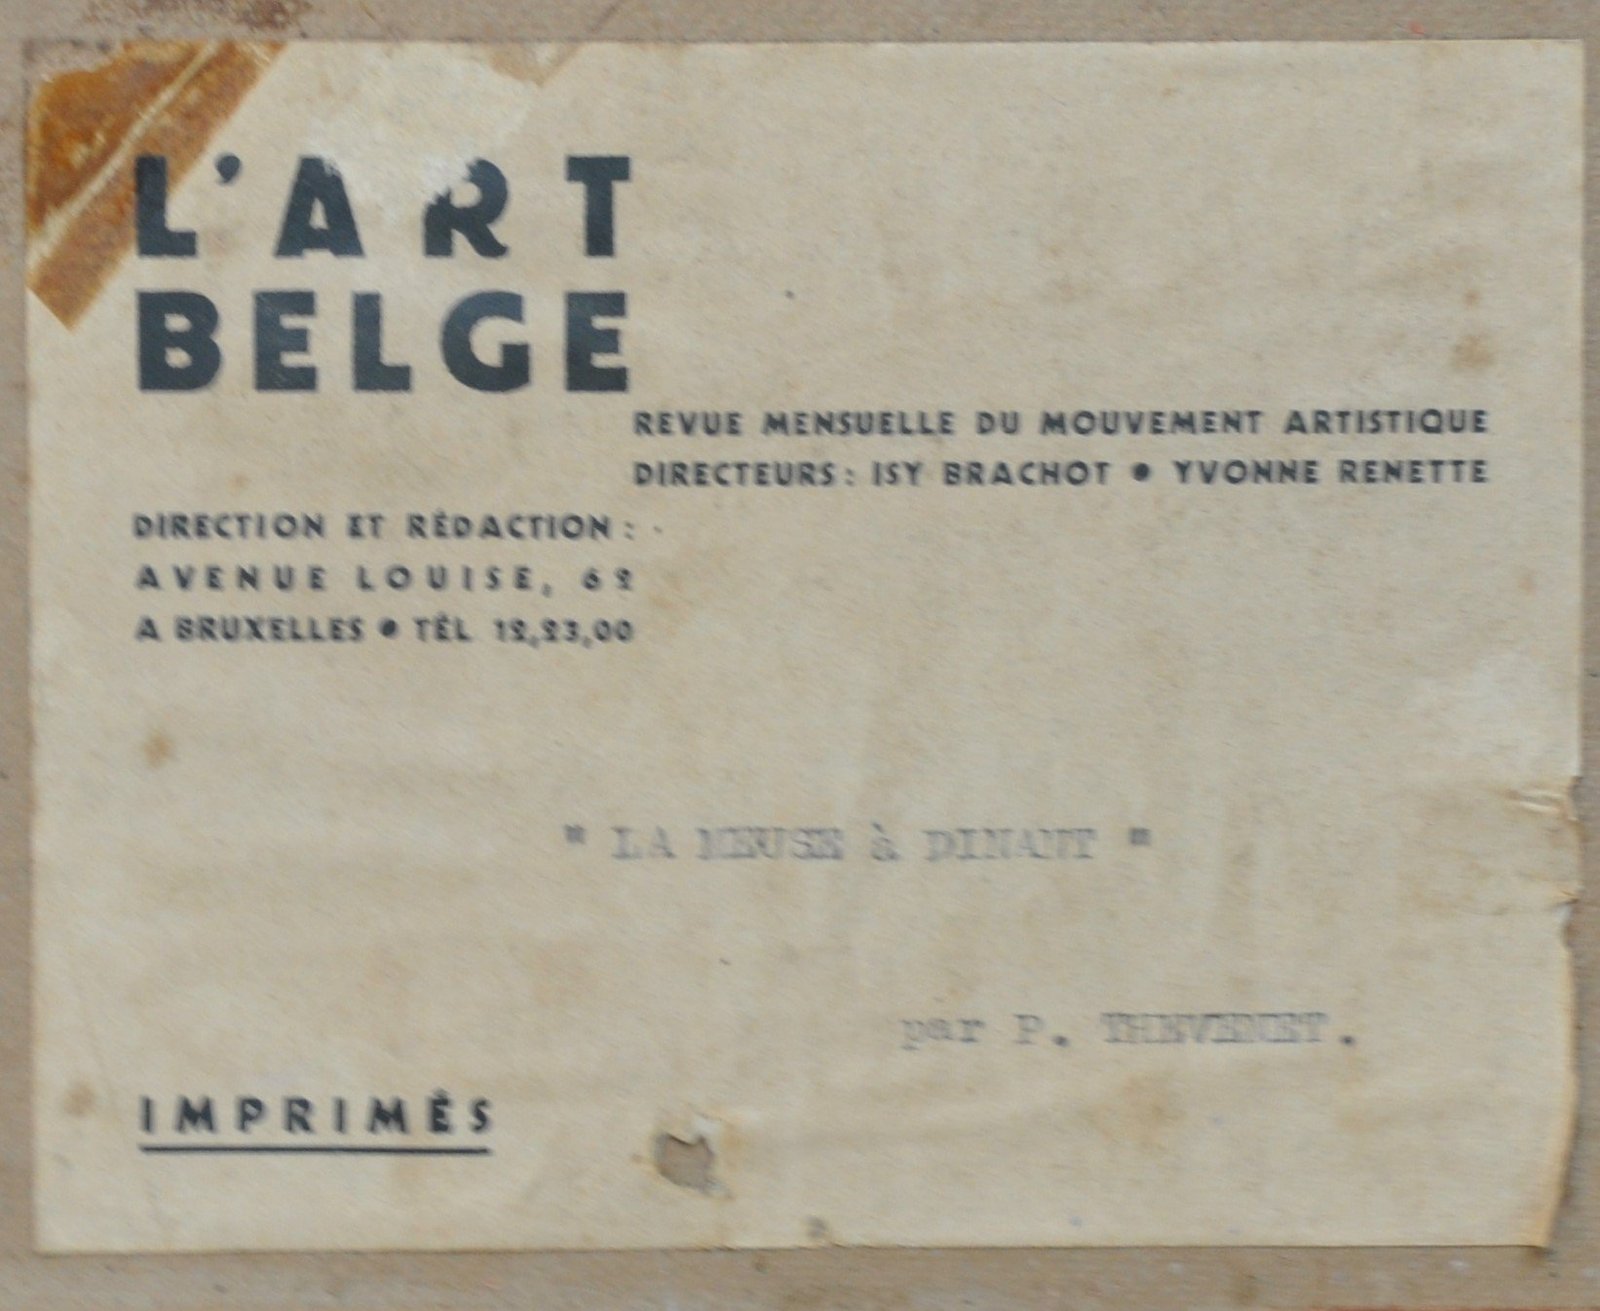 L'ART
BELGE
REVUE MENSUELLE DU MOUVEMENT ARTISTIQUE
DIRECTEURS: ISY BRACHOT • YVONNE RENETTE
DIRECTION ET RÉDACTION:
AVENUE LOUISE, 62
A BRUXELLES • TÉL 12,23,00
" LA MEUSE à DINANT "
par P. THEVENET.
IMPRIMÉS